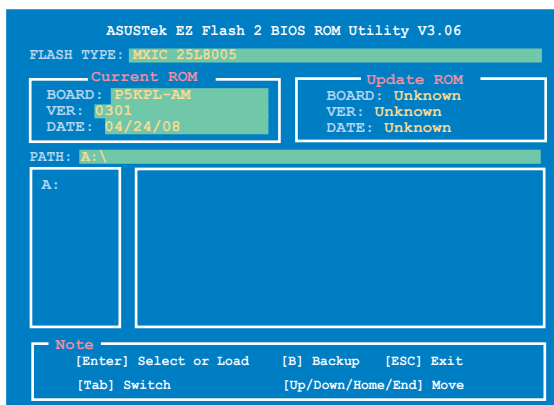 ASUSTek EZ Flash 2 BIOS ROM Utility V3.06
FLASH TYPE: MXIC 25L8005
Current ROM
BOARD: P5KPL-AM
VER: 0301
DATE: 04/24/08
Update ROM
BOARD: Unknown
VER: Unknown
DATE: Unknown
PATH: A:\
A:
Note
[Enter] Select or Load [B] Backup [ESC] Exit
[Tab] Switch [Up/Down/Home/End] Move